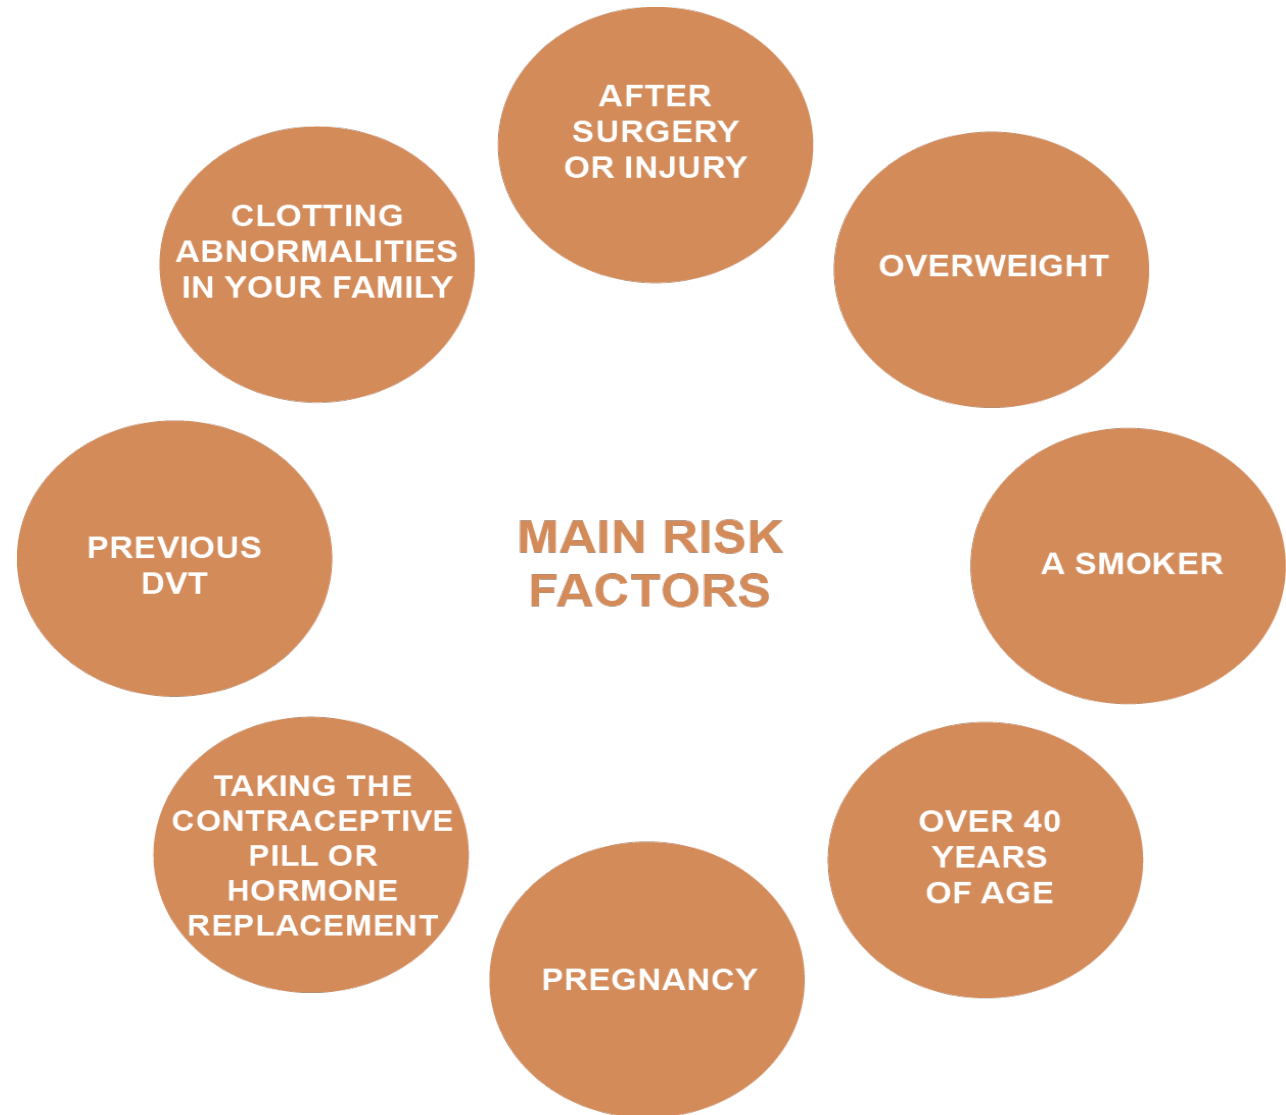 AFTER
SURGERY
OR INJURY
OVERWEIGHT
A SMOKER
OVER 40
YEARS
OF AGE
PREGNANCY
TAKING THE
CONTRACEPTIVE
PILL OR
HORMONE
REPLACEMENT
PREVIOUS
DVT
CLOTTING
ABNORMALITIES
IN YOUR FAMILY
MAIN RISK
FACTORS